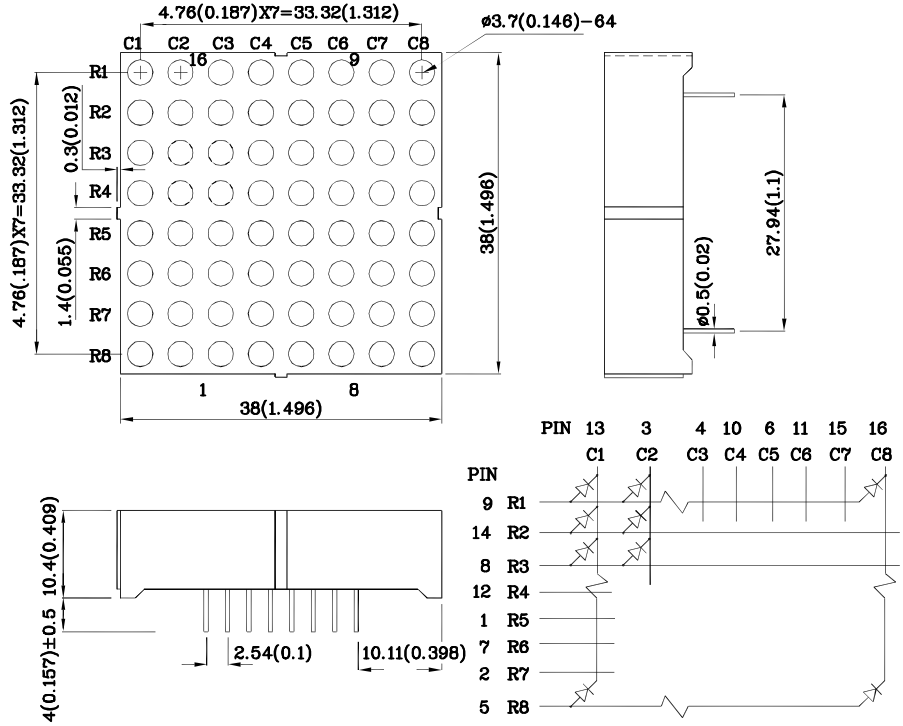 4.76(0.187)X7=33.32(1.312)
ø3.7(0.146)-64
C1 C2 C3 C4 C5 C6 C7 C8
16 9
R1
R2
R3
R4
R5
R6
R7
R8
4.76(.187)X7=33.32(1.312)
0.3(0.012)
1.4(0.055)
38(1.496)
1 8
38(1.496)
27.94(1.1)
ø0.5(0.02)
10.4(0.409)
4(0.157)±0.5
2.54(0.1)
10.11(0.398)
PIN 13 3 4 10 6 11 15 16
C1 C2 C3 C4 C5 C6 C7 C8
PIN
9 R1
14 R2
8 R3
12 R4
1 R5
7 R6
2 R7
5 R8